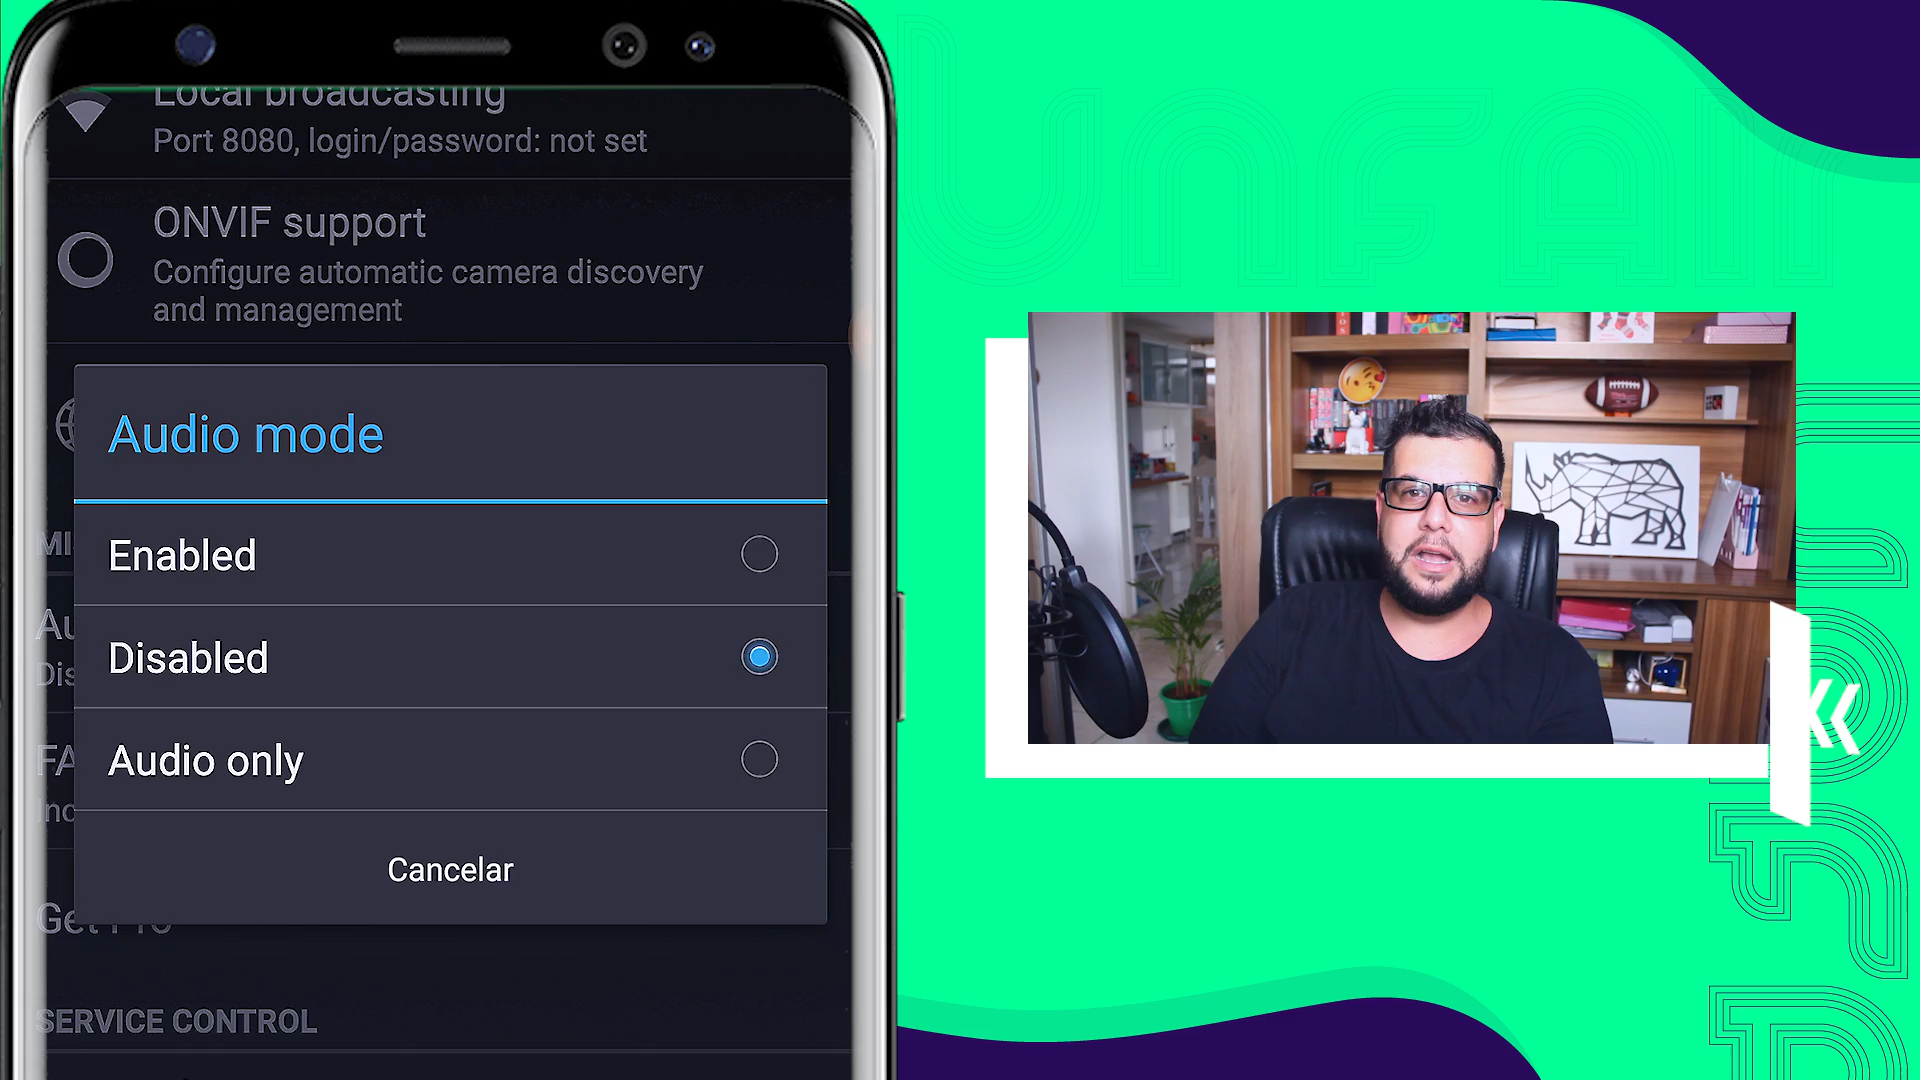 Local broadcasting
Port 8080, login/password: not set
ONVIF support
Configure automatic camera discovery
and management
Audio mode
Enabled
Disabled
Audio only
Cancelar
SERVICE CONTROL
UNFAIR